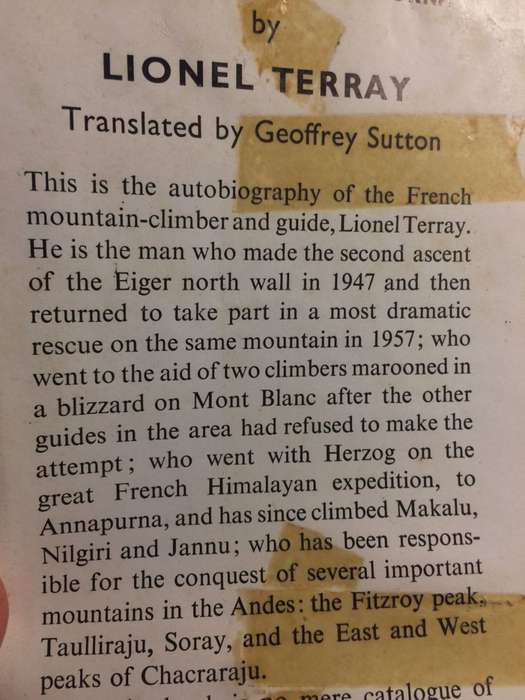 by
LIONEL TERRAY
Translated by Geoffrey Sutton
This is the autobiography of the French
mountain-climber and guide, Lionel Terray.
He is the man who made the second ascent
of the Eiger north wall in 1947 and then
returned to take part in a most dramatic
rescue on the same mountain in 1957; who
went to the aid of two climbers marooned in
a blizzard on Mont Blanc after the other
guides in the area had refused to make the
attempt; who went with Herzog on the
great French Himalayan expedition, to
Annapurna, and has since climbed Makalu,
Nilgiri and Jannu; who has been respons-
ible for the conquest of several important
mountains in the Andes: the Fitzroy peak,
Taulliraju, Soray, and the East and West
peaks of Chacraraju.
mere catalogue of